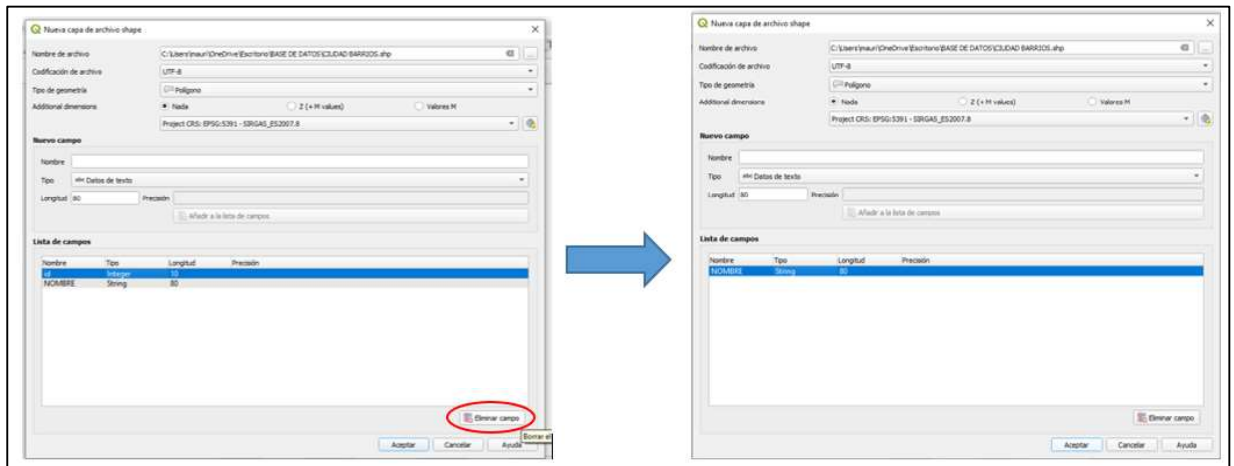 Nueva capa de archivo shape
Nombre de archivo C:\Users\mauri\OneDrive\Escritorio\BASE DE DATOS\CIUDAD BARRIOS.shp ...
Codificación de archivo UTF-8
Tipo de geometría Polígono
Additional dimensions Nada Z (+ M values) Valores M
Project CRS: EPSG:5391 - SIRGAS_ES2007.8
Nuevo campo
Nombre
Tipo abc Datos de texto
Longitud 80 Precisión
Añadir a la lista de campos
Lista de campos
Nombre Tipo Longitud Precisión
id Integer 10
NOMBRE String 80
Eliminar campo
Borrar el
Aceptar Cancelar Ayuda
Nueva capa de archivo shape
Nombre de archivo C:\Users\mauri\OneDrive\Escritorio\BASE DE DATOS\CIUDAD BARRIOS.shp ...
Codificación de archivo UTF-8
Tipo de geometría Polígono
Additional dimensions Nada Z (+ M values) Valores M
Project CRS: EPSG:5391 - SIRGAS_ES2007.8
Nuevo campo
Nombre
Tipo abc Datos de texto
Longitud 80 Precisión
Añadir a la lista de campos
Lista de campos
Nombre Tipo Longitud Precisión
NOMBRE String 80
Eliminar campo
Aceptar Cancelar Ayuda